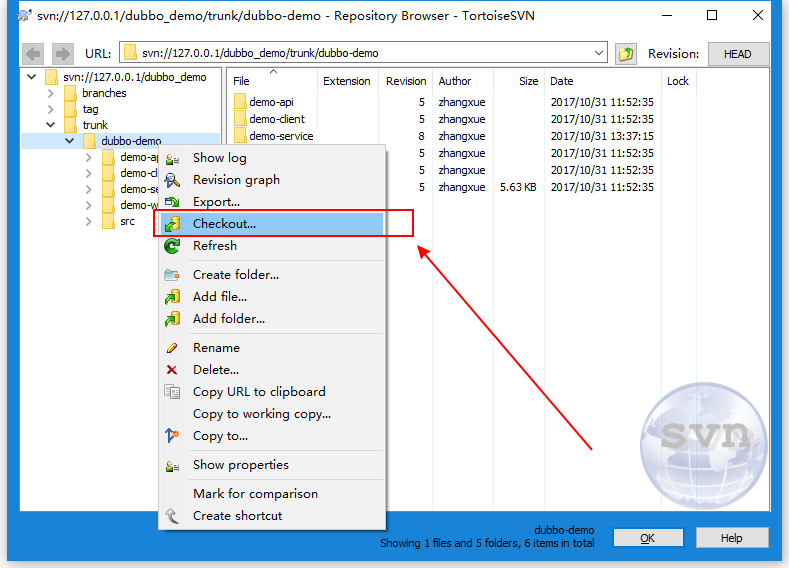 svn://127.0.0.1/dubbo_demo/trunk/dubbo-demo - Repository Browser - TortoiseSVN
URL: svn://127.0.0.1/dubbo_demo/trunk/dubbo-demo Revision: HEAD
svn://127.0.0.1/dubbo_demo
branches
tag
trunk
dubbo-demo
demo-ap
demo-cl
demo-se
demo-w
src
File Extension Revision Author Size Date Lock
demo-api 5 zhangxue 2017/10/31 11:52:35
demo-client 5 zhangxue 2017/10/31 11:52:35
demo-service 8 zhangxue 2017/10/31 13:37:15
5 zhangxue 2017/10/31 11:52:35
5 zhangxue 2017/10/31 11:52:35
5 zhangxue 5.63 KB 2017/10/31 11:52:35
Show log
Revision graph
Export...
Checkout...
Refresh
Create folder...
Add file...
Add folder...
Rename
Delete...
Copy URL to clipboard
Copy to working copy...
Copy to...
Show properties
Mark for comparison
Create shortcut
svn
dubbo-demo
Showing 1 files and 5 folders, 6 items in total
OK
Help